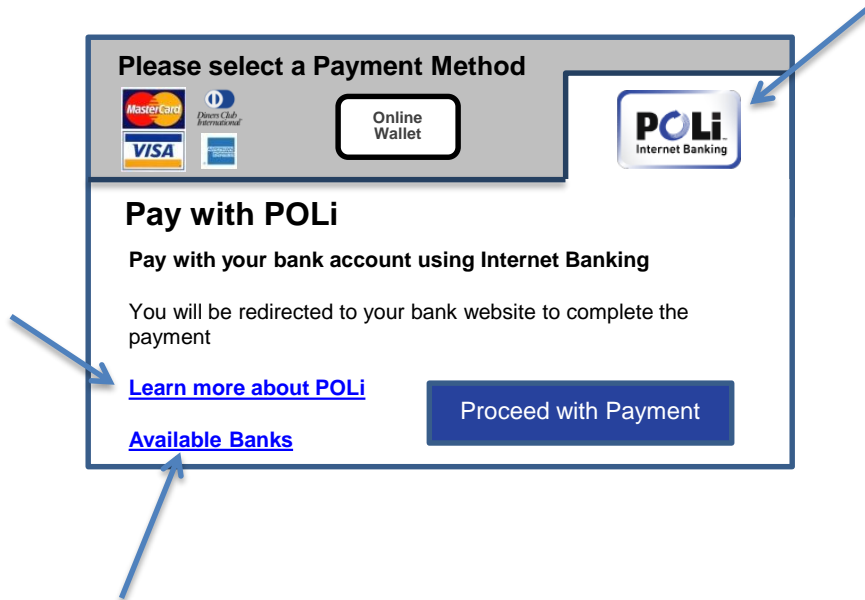 Please select a Payment Method
MasterCard
Diners Club
International
VISA
Online
Wallet
POLi
Internet Banking
Pay with POLi
Pay with your bank account using Internet Banking
You will be redirected to your bank website to complete the
payment
Learn more about POLi
Proceed with Payment
Available Banks